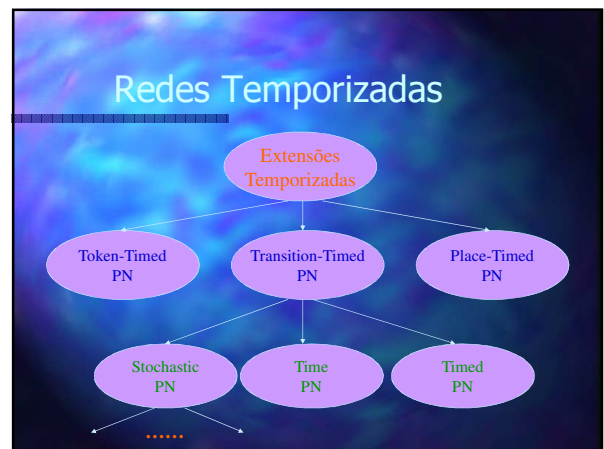 Redes Temporizadas
Extensões
Temporizadas
Token-Timed
PN
Transition-Timed
PN
Place-Timed
PN
Stochastic
PN
Time
PN
Timed
PN
......